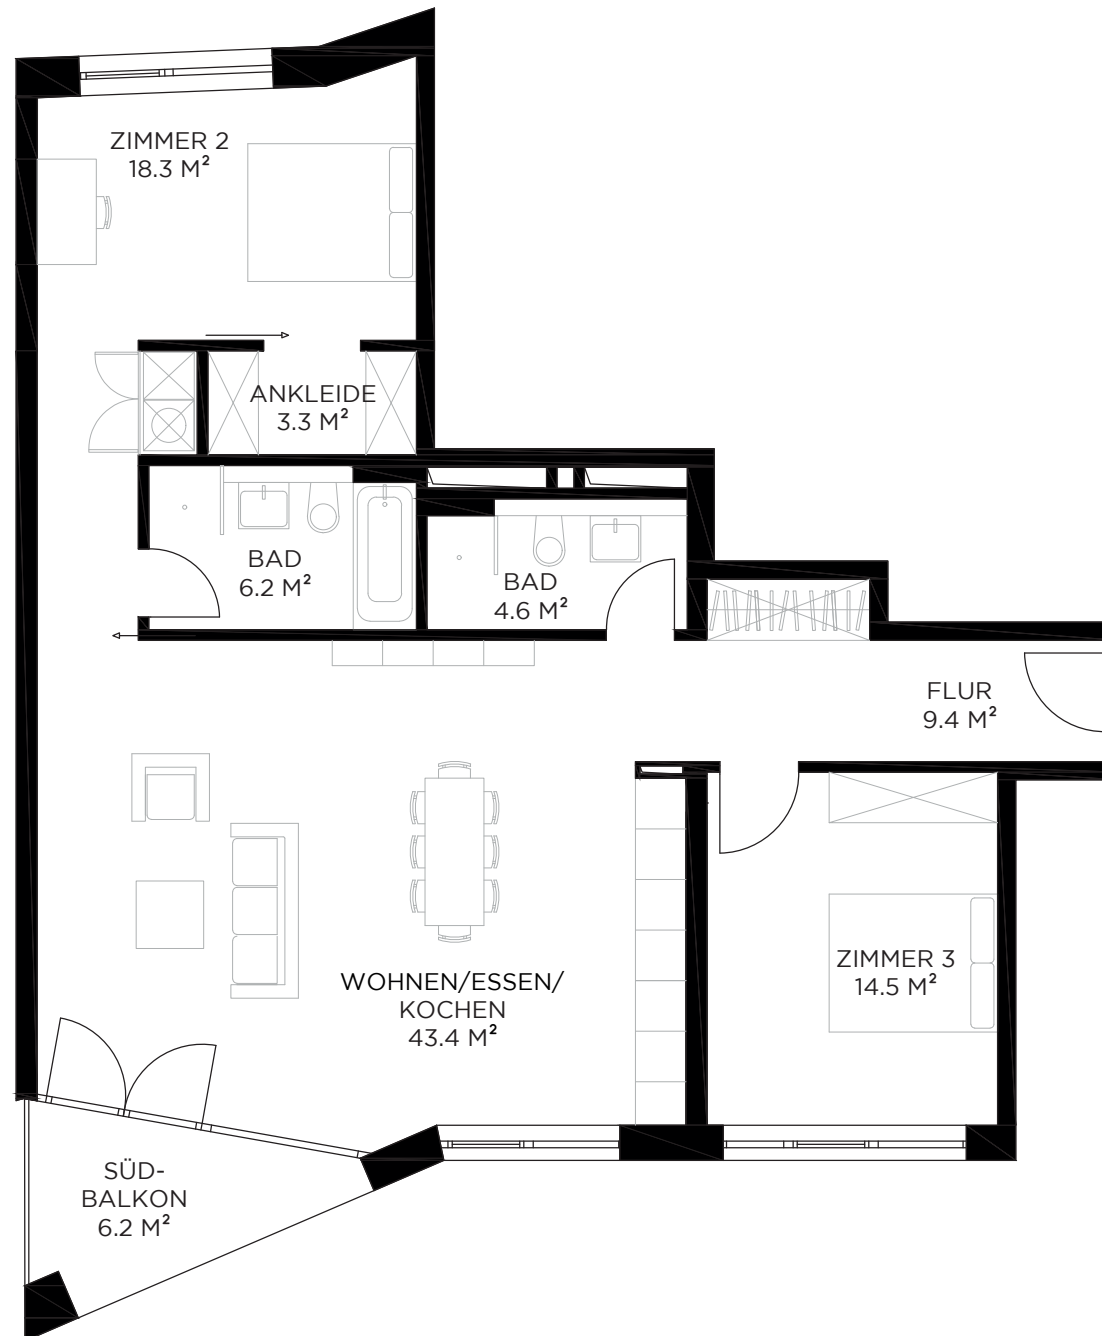 ZIMMER 2
18.3 M²
ANKLEIDE
3.3 M²
BAD
6.2 M²
BAD
4.6 M²
FLUR
9.4 M²
ZIMMER 3
14.5 M²
WOHNEN/ESSEN/
KOCHEN
43.4 M²
SÜD-
BALKON
6.2 M²